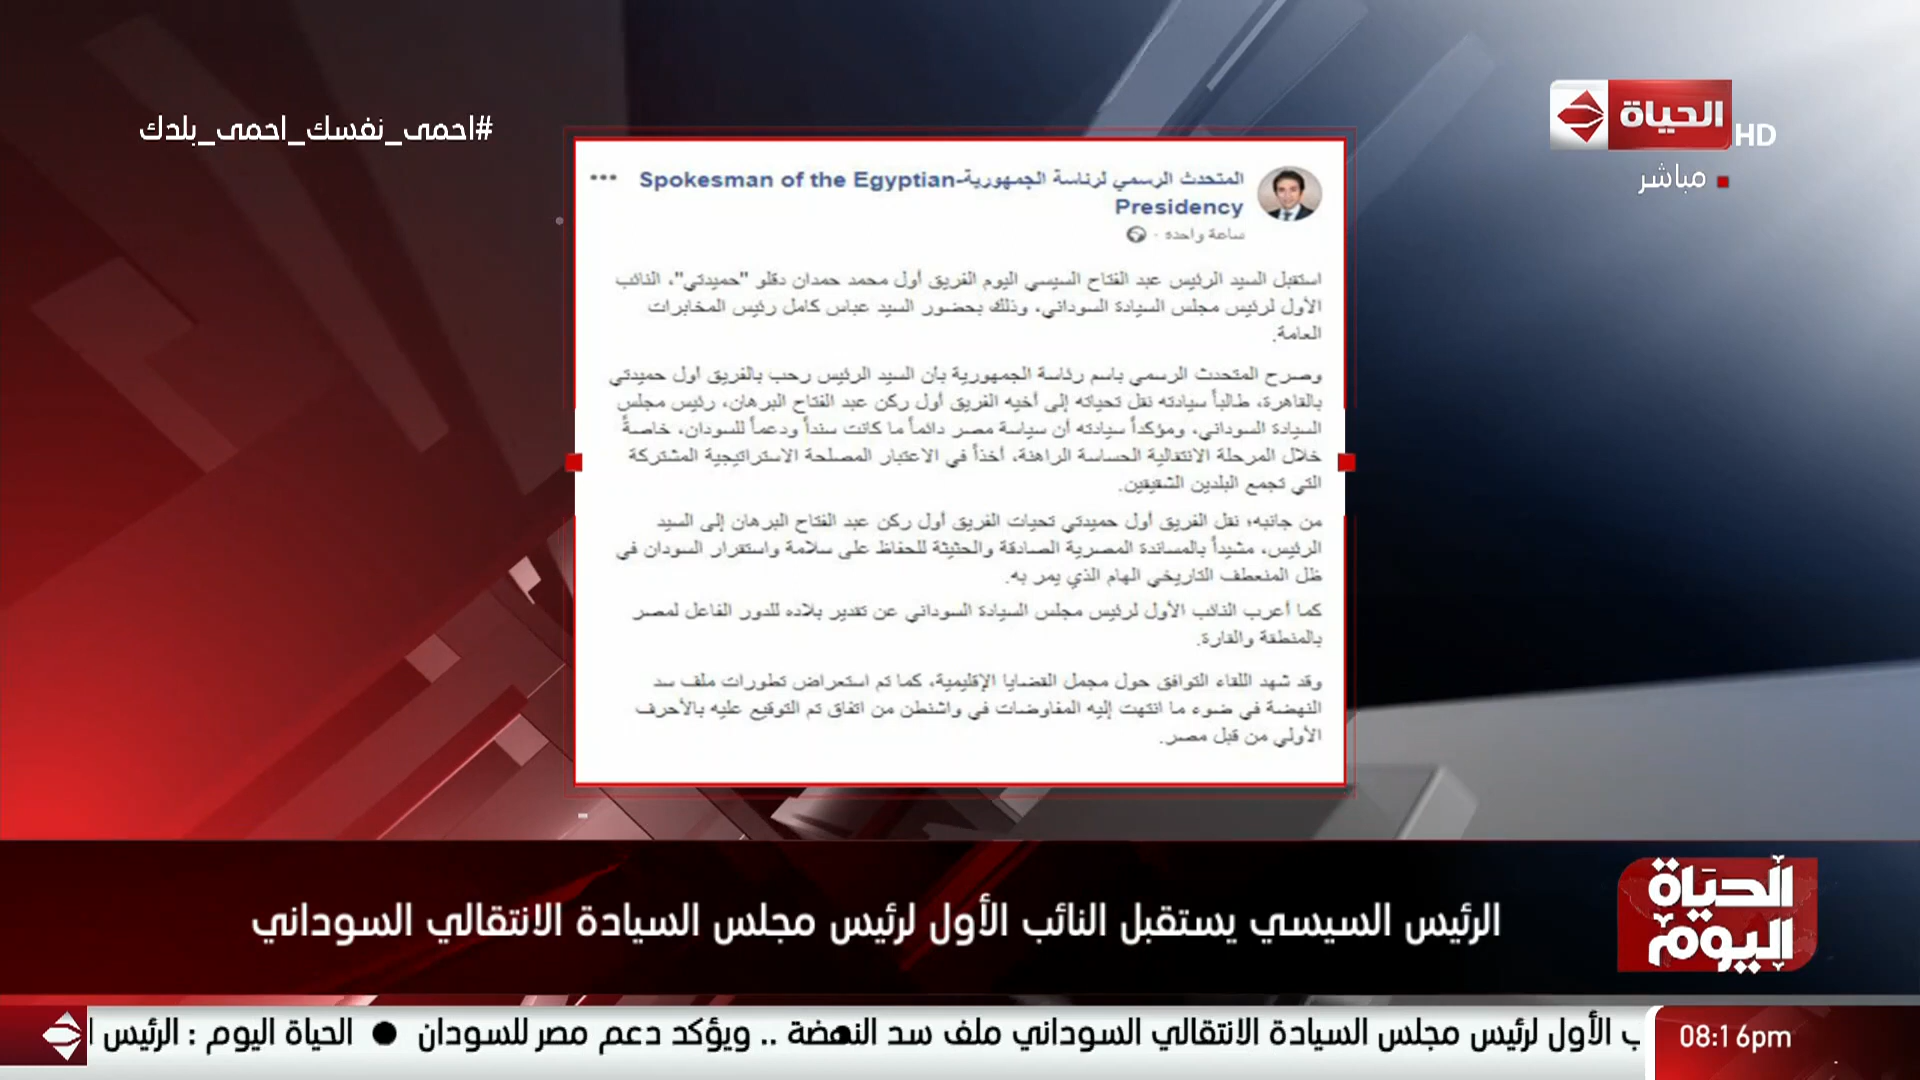 #احمى_نفسك_احمى_بلدك
الحياة
HD
مباشر
المتحدث الرسمي لرئاسة الجمهورية-Spokesman of the Egyptian
Presidency
ساعة واحدة ·
استقبل السيد الرئيس عبد الفتاح السيسي اليوم الفريق أول محمد حمدان دقلو "حميدتي"، النائب
الأول لرئيس مجلس السيادة السوداني، وذلك بحضور السيد عباس كامل رئيس المخابرات
العامة.
وصرح المتحدث الرسمي باسم رئاسة الجمهورية بأن السيد الرئيس رحب بالفريق اول حميدتي
بالقاهرة، طالباً سيادته نقل تحياته إلى أخيه الفريق أول ركن عبد الفتاح البرهان، رئيس مجلس
السيادة السوداني، ومؤكداً سيادته أن سياسة مصر دائماً ما كانت سنداً ودعماً للسودان، خاصةً
خلال المرحلة الانتقالية الحساسة الراهنة، أخذاً في الاعتبار المصلحة الاستراتيجية المشتركة
التي تجمع البلدين الشقيقين.
من جانبه؛ نقل الفريق أول حميدتي تحيات الفريق أول ركن عبد الفتاح البرهان إلى السيد
الرئيس، مشيداً بالمساندة المصرية الصادقة والحثيثة للحفاظ على سلامة واستقرار السودان في
ظل المنعطف التاريخي الهام الذي يمر به.
كما أعرب النائب الأول لرئيس مجلس السيادة السوداني عن تقدير بلاده للدور الفاعل لمصر
بالمنطقة والقارة.
وقد شهد اللقاء التوافق حول مجمل القضايا الإقليمية، كما تم استعراض تطورات ملف سد
النهضة في ضوء ما انتهت إليه المفاوضات في واشنطن من اتفاق تم التوقيع عليه بالأحرف
الأولي من قبل مصر.
الرئيس السيسي يستقبل النائب الأول لرئيس مجلس السيادة الانتقالي السوداني
الحياة
اليوم
ب الأول لرئيس مجلس السيادة الانتقالي السوداني ملف سد النهضة .. ويؤكد دعم مصر للسودان ● الحياة اليوم : الرئيس ا
08:16pm